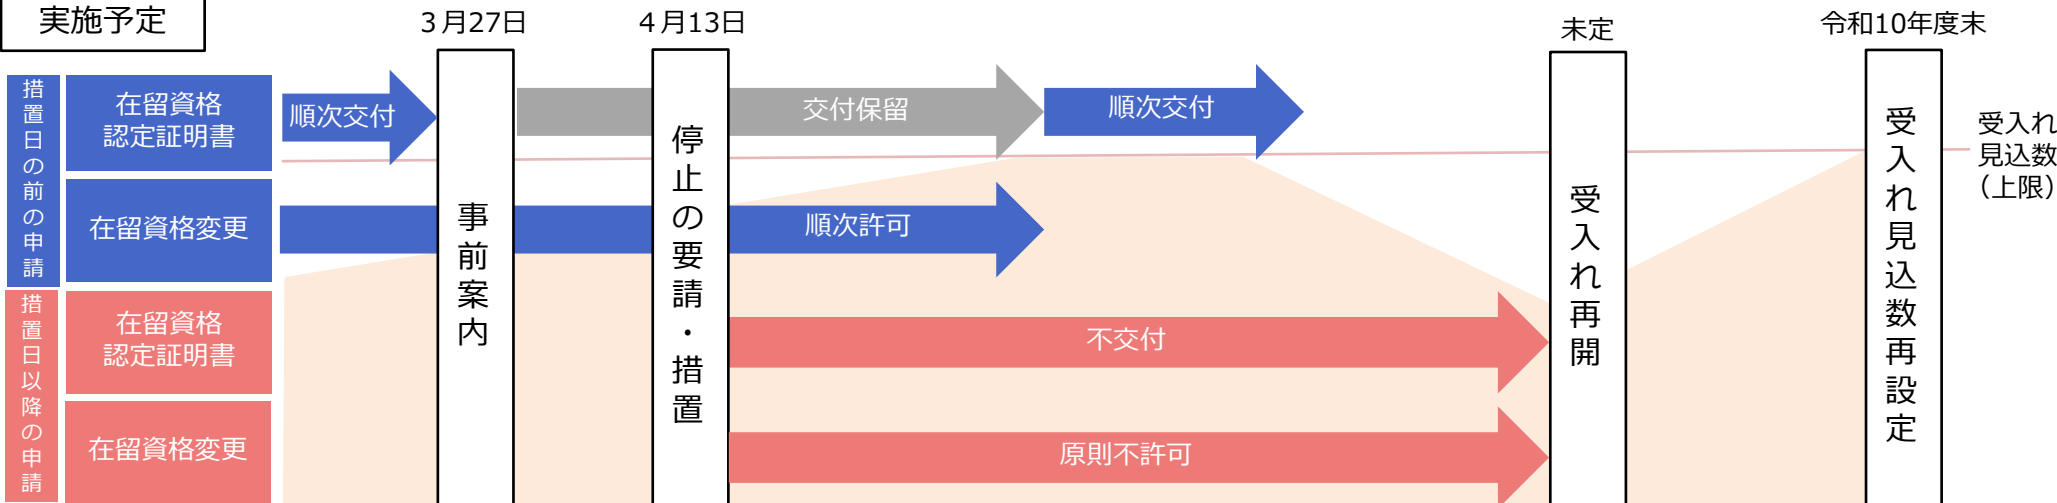 実施予定
3月27日
4月13日
未定
令和10年度末
措置日の前の申請
在留資格
認定証明書
順次交付
交付保留
順次交付
在留資格変更
順次許可
措置日以降の申請
在留資格
認定証明書
不交付
在留資格変更
原則不許可
事前案内
停止の要請・措置
受入れ再開
受入れ見込数再設定
受入れ
見込数
（上限）